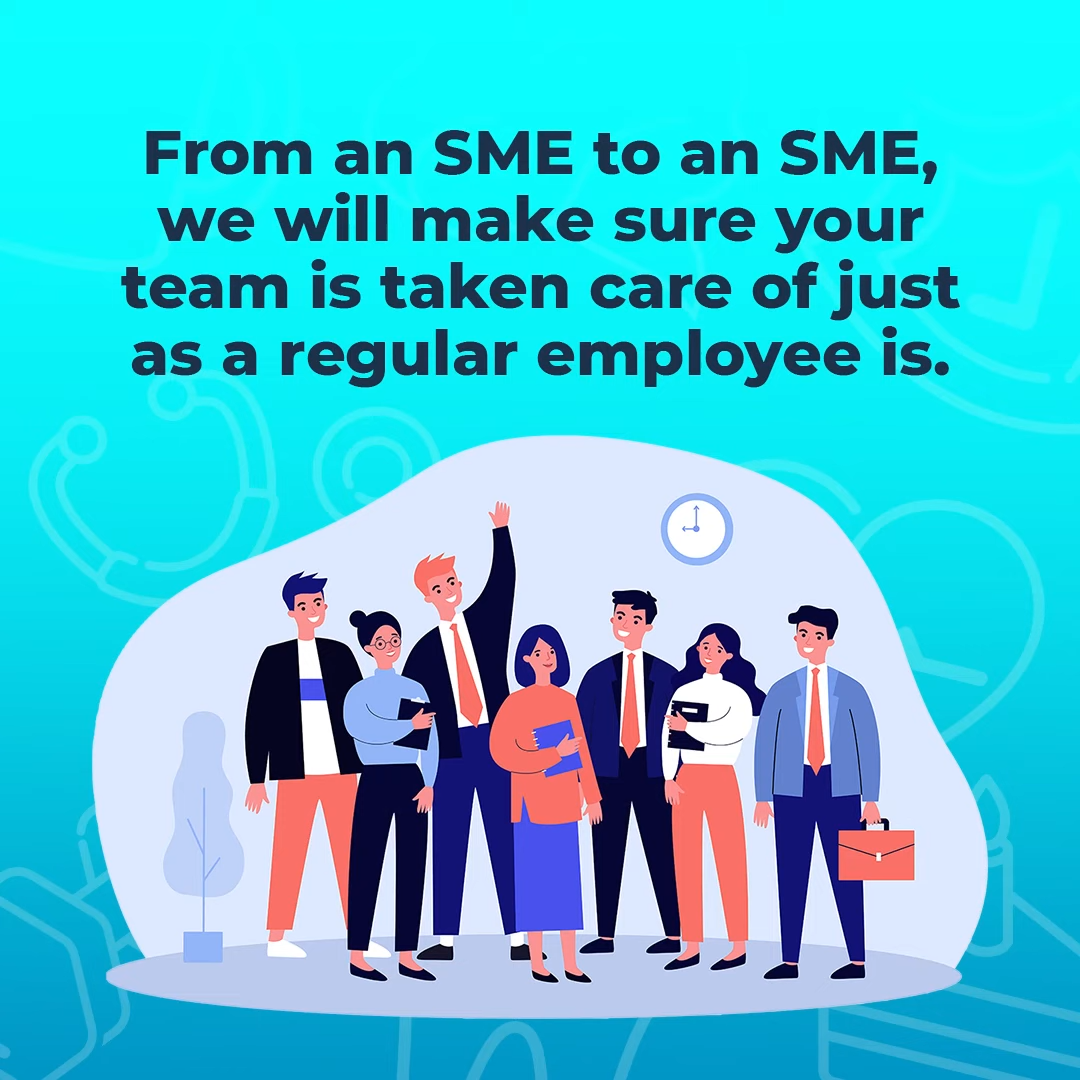 From an SME to an SME,
we will make sure your
team is taken care of just
as a regular employee is.